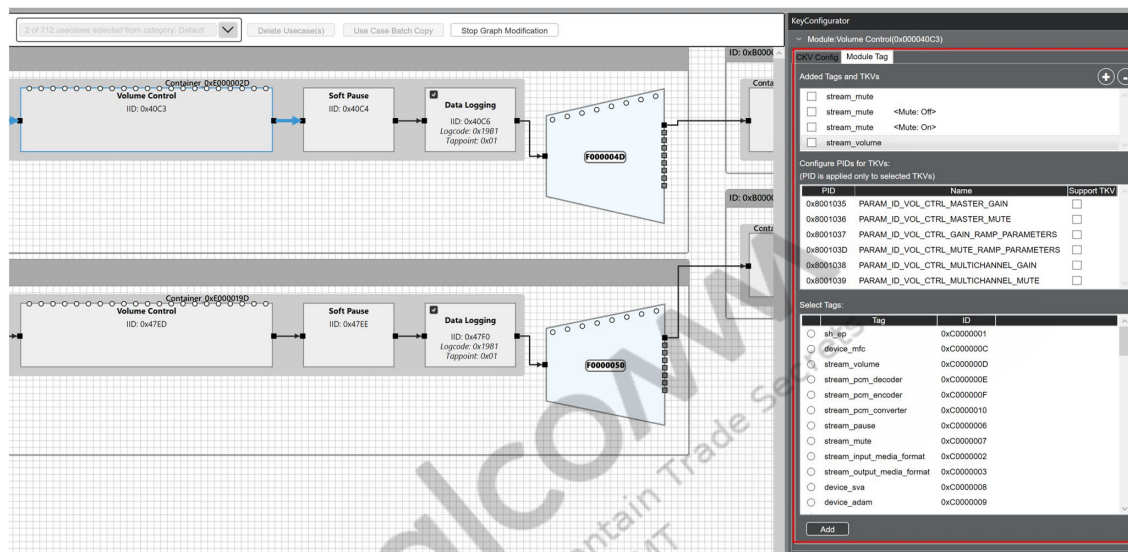 2 of 712 usecases selected from category: Default
Delete Usecase(s)
Use Case Batch Copy
Stop Graph Modification
ID: 0xB000
Container_0xE000002D
Volume Control
IID: 0x40C3
Soft Pause
IID: 0x40C4
Data Logging
IID: 0x40C6
Logcode: 0x19B1
Tappoint: 0x01
F000004D
Conta
ID: 0xB000
Conta
Container_0xE000019D
Volume Control
IID: 0x47ED
Soft Pause
IID: 0x47EE
Data Logging
IID: 0x47F0
Logcode: 0x19B1
Tappoint: 0x01
F0000050
KeyConfigurator
Module:Volume Control(0x000040C3)
CKV Config Module Tag
Added Tags and TKVs
stream_mute
stream_mute <Mute: Off>
stream_mute <Mute: On>
stream_volume
Configure PIDs for TKVs:
(PID is applied only to selected TKVs)
PID Name Support TKV
0x8001035 PARAM_ID_VOL_CTRL_MASTER_GAIN
0x8001036 PARAM_ID_VOL_CTRL_MASTER_MUTE
0x8001037 PARAM_ID_VOL_CTRL_GAIN_RAMP_PARAMETERS
0x800103D PARAM_ID_VOL_CTRL_MUTE_RAMP_PARAMETERS
0x8001038 PARAM_ID_VOL_CTRL_MULTICHANNEL_GAIN
0x8001039 PARAM_ID_VOL_CTRL_MULTICHANNEL_MUTE
Select Tags:
Tag ID
sh_ep 0xC0000001
device_mfc 0xC000000C
stream_volume 0xC000000D
stream_pcm_decoder 0xC000000E
stream_pcm_encoder 0xC000000F
stream_pcm_converter 0xC0000010
stream_pause 0xC0000006
stream_mute 0xC0000007
stream_input_media_format 0xC0000002
stream_output_media_format 0xC0000003
device_sva 0xC0000008
device_adam 0xC0000009
Add
alcomm
ntain Trade Secrets
MT